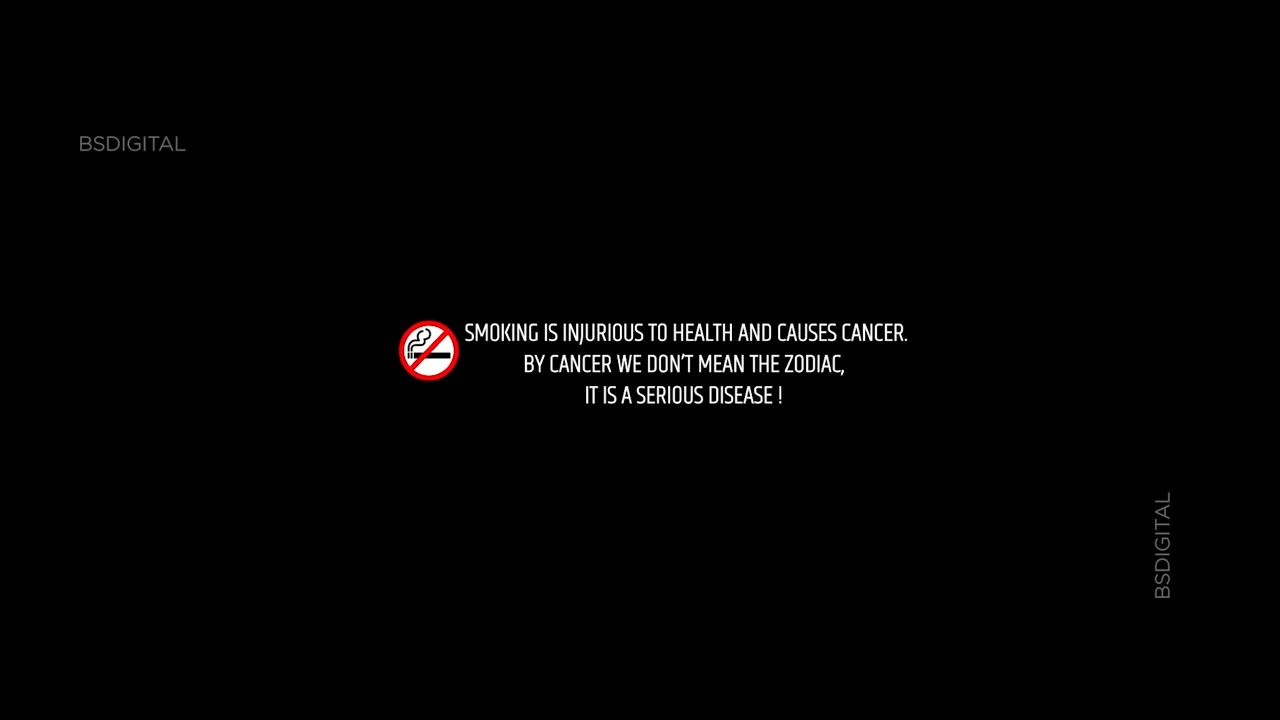 BSDIGITAL
SMOKING IS INJURIOUS TO HEALTH AND CAUSES CANCER.
BY CANCER WE DON'T MEAN THE ZODIAC,
IT IS A SERIOUS DISEASE !
BSDIGITAL